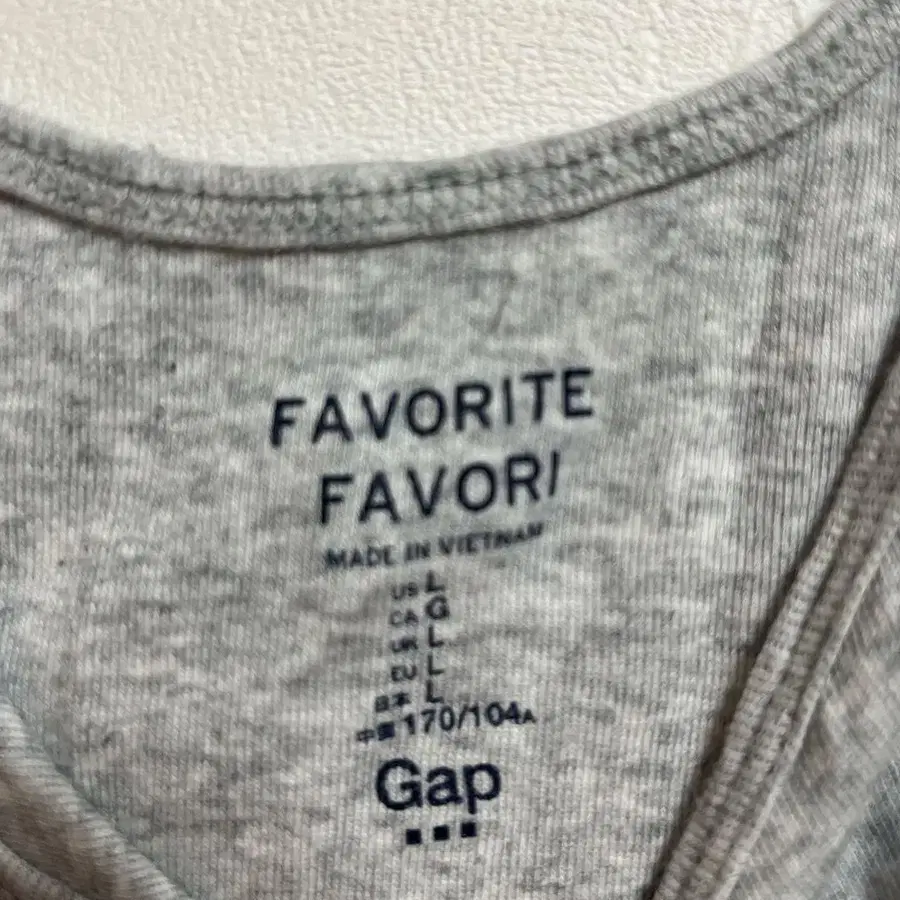 FAVORITE
FAVORI
MADE IN VIETNAM
US L
CA G
UK L
EU L
日本 L
中国 170/104A
Gap